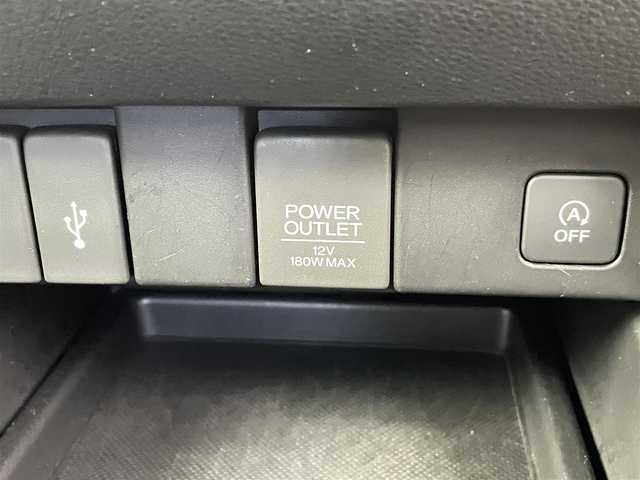 POWER
OUTLET
12V
180W MAX
A
OFF